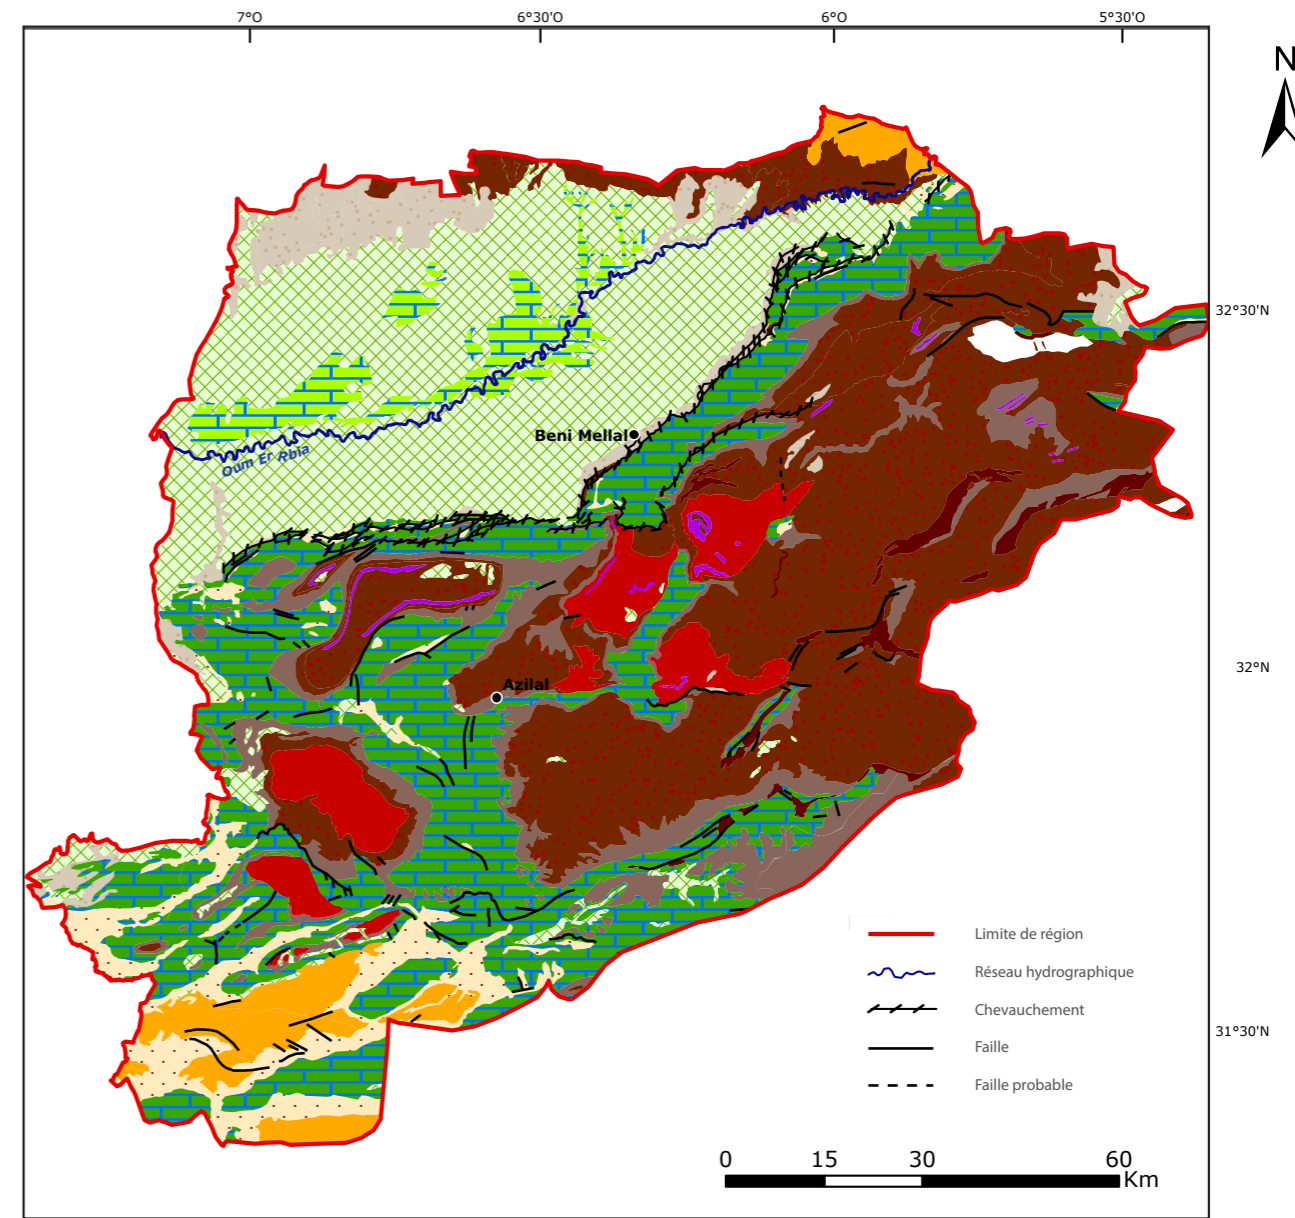 7°O 6°30'O 6°O 5°30'O
N
32°30'N
Beni Mellal
Oum Er Rbia
32°N
Azilal
Limite de région
Réseau hydrographique
Chevauchement
31°30'N
Faille
Faille probable
0 15 30 60
Km